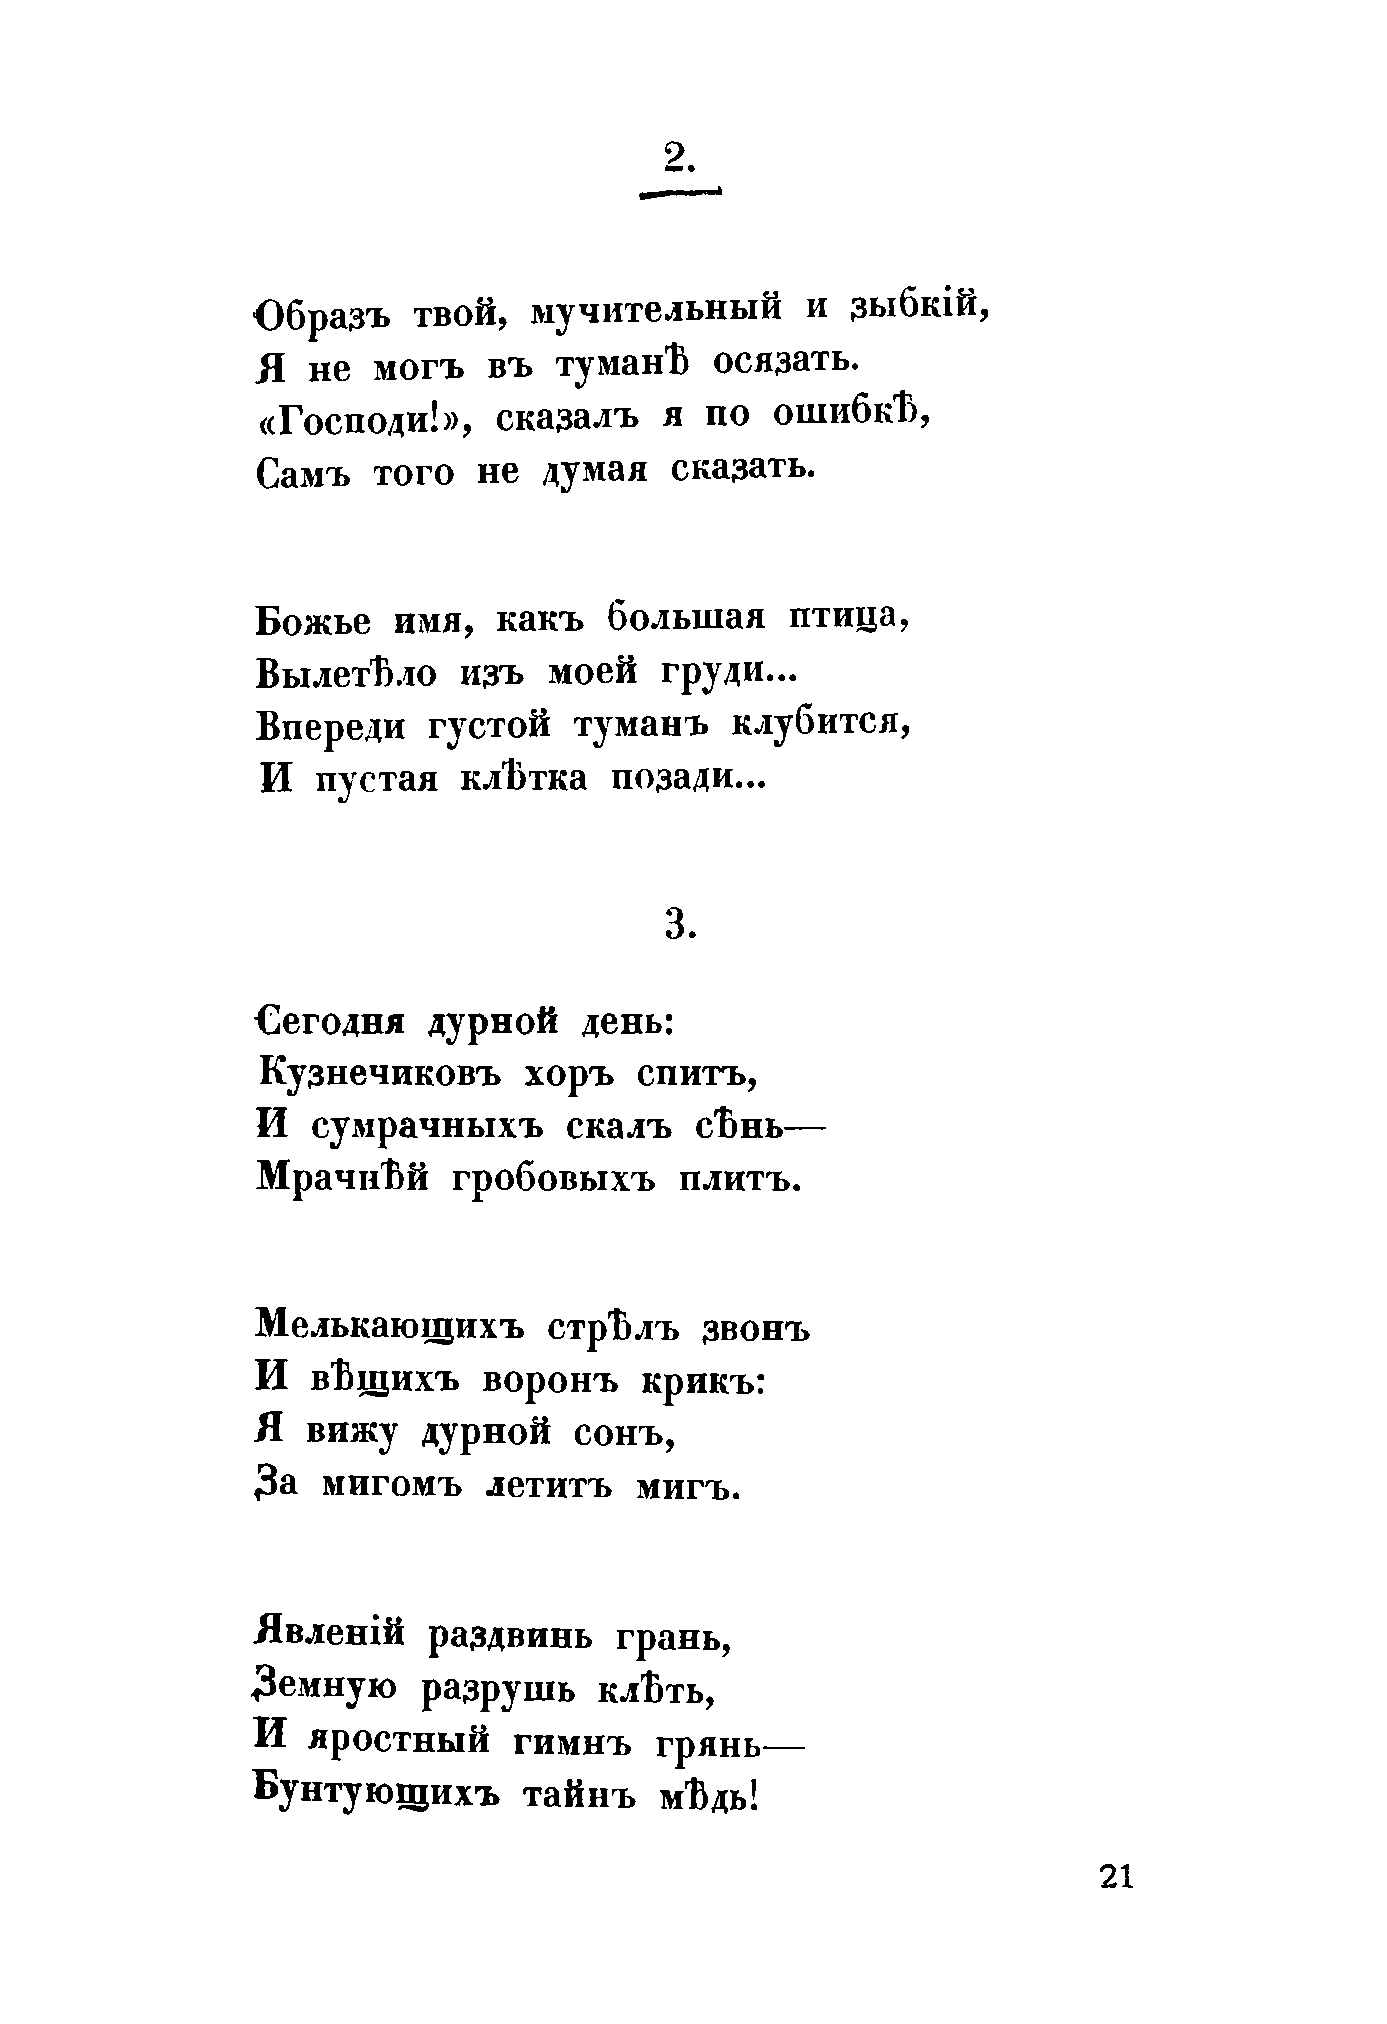 2.
Образъ твой, мучительный и зыбкій,
Я не могъ въ туманѣ осязать.
«Господи!», сказалъ я по ошибкѣ,
Самъ того не думая сказать.
Божье имя, какъ большая птица,
Вылетѣло изъ моей груди...
Впереди густой туманъ клубится,
И пустая клѣтка позади...
3.
Сегодня дурной день:
Кузнечиковъ хоръ спитъ,
И сумрачныхъ скалъ сѣнь—
Мрачнѣй гробовыхъ плитъ.
Мелькающихъ стрѣлъ звонъ
И вѣщихъ воронъ крикъ:
Я вижу дурной сонъ,
За мигомъ летитъ мигъ.
Явленій раздвинь грань,
Земную разрушь клѣть,
И яростный гимнъ грянь—
Бунтующихъ тайнъ мѣдь!
21